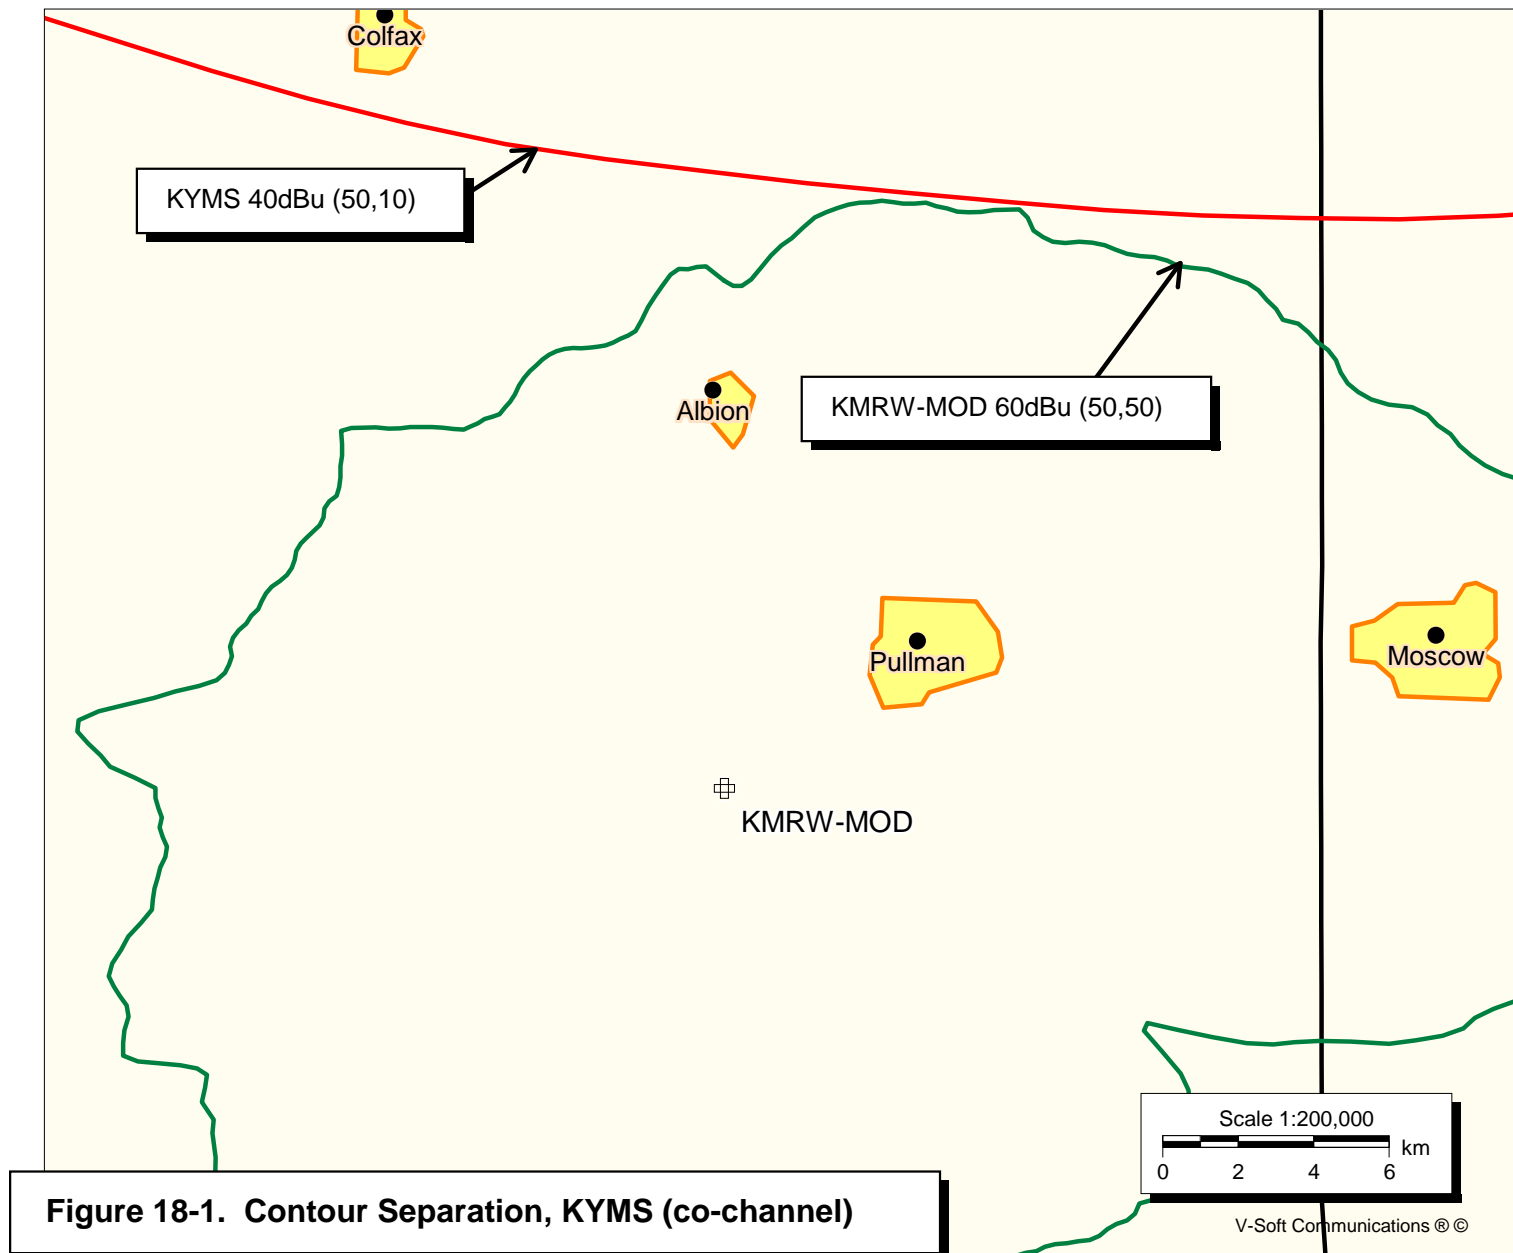 Colfax
KYMS 40dBu (50,10)
Albion
KMRW-MOD 60dBu (50,50)
Pullman
Moscow
KMRW-MOD
Scale 1:200,000
km
0 2 4 6
Figure 18-1. Contour Separation, KYMS (co-channel)
V-Soft Communications ® ©